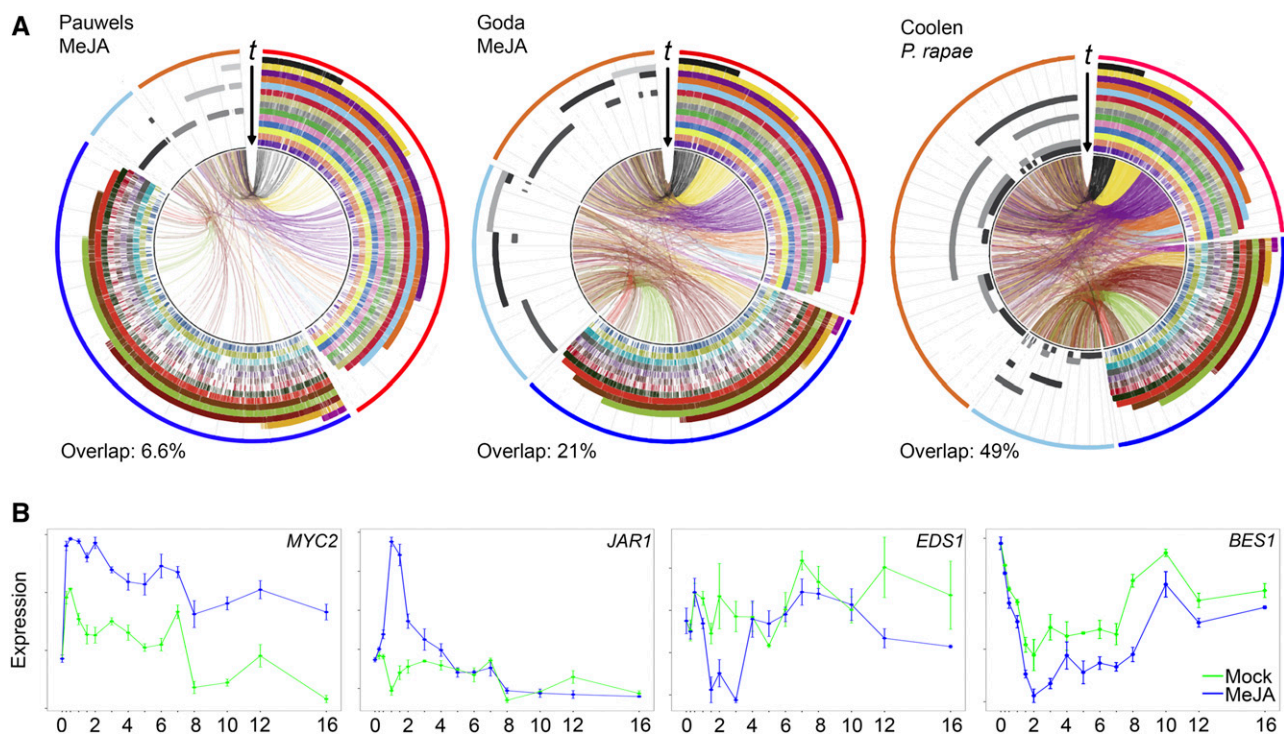 A
Pauwels
MeJA
t
Overlap: 6.6%
Goda
MeJA
t
Overlap: 21%
Coolen
P. rapae
t
Overlap: 49%
B
Expression
MYC2
0 2 4 6 8 10 12 16
JAR1
0 2 4 6 8 10 12 16
EDS1
0 2 4 6 8 10 12 16
BES1
Mock
MeJA
0 2 4 6 8 10 12 16